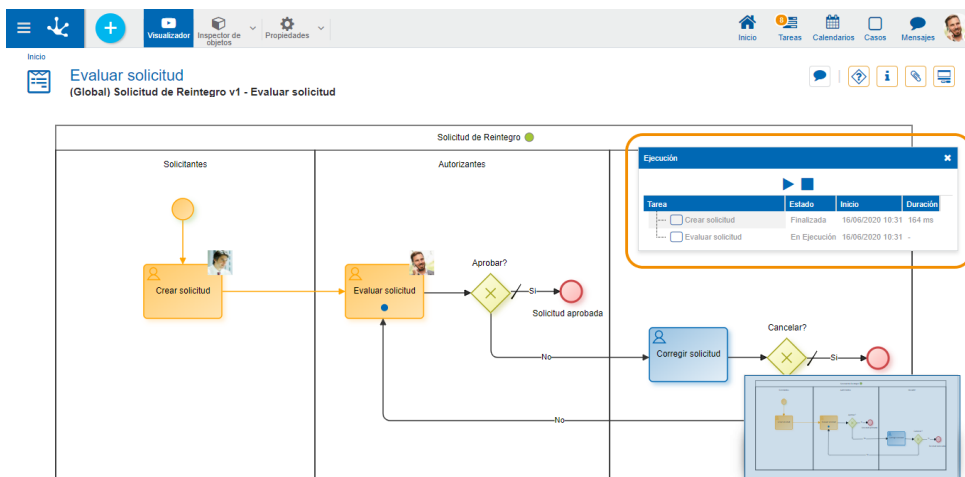 Visualizador
Inspector de
objetos
Propiedades
Inicio
8
Tareas
Calendarios
Casos
Mensajes
Inicio
Evaluar solicitud
(Global) Solicitud de Reintegro v1 - Evaluar solicitud
Solicitud de Reintegro
Solicitantes
Autorizantes
Ejecución
Tarea Estado Inicio Duración
Crear solicitud Finalizada 16/06/2020 10:31 164 ms
Evaluar solicitud En Ejecución 16/06/2020 10:31 -
Crear solicitud
Evaluar solicitud
Aprobar?
Si
Solicitud aprobada
No
Corregir solicitud
Cancelar?
Si
No